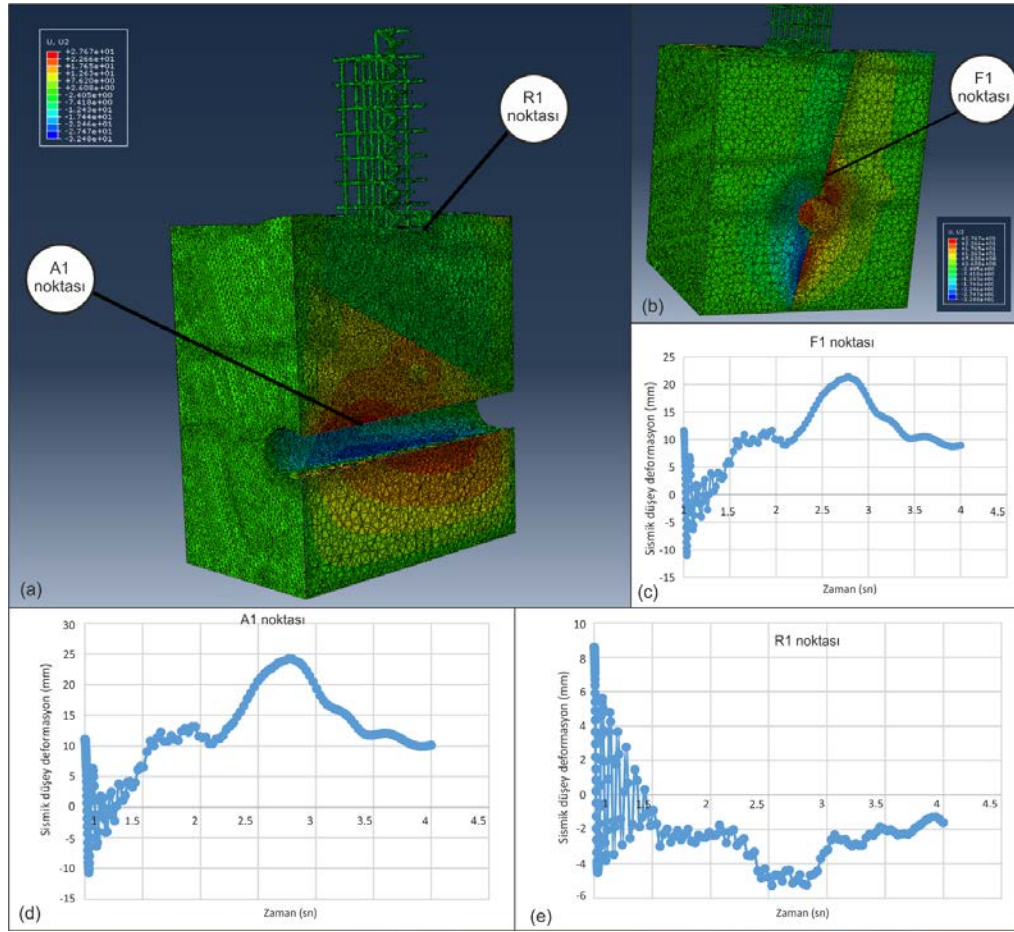 U, U2
+2.767e+01
+2.266e+01
+1.765e+01
+1.263e+01
+7.620e+00
+2.608e+00
-2.405e+00
-7.418e+00
-1.243e+01
-1.744e+01
-2.747e+01
R1
noktası
A1
noktası
(a)
F1
noktası
U, U2
(b)
F1 noktası
Sismik düşey deformasyon (mm)
25
20
15
10
5
0
-5
-10
-15
1
1.5
2
2.5
3
3.5
4
4.5
Zaman (sn)
(c)
A1 noktası
Sismik düşey deformasyon (mm)
30
25
20
15
10
5
0
-5
-10
-15
1
1.5
2
2.5
3
3.5
4
4.5
Zaman (sn)
(d)
R1 noktası
Sismik düşey deformasyon (mm)
10
8
6
4
2
0
-2
-4
-6
1
1.5
2
2.5
3
3.5
4
4.5
Zaman (sn)
(e)